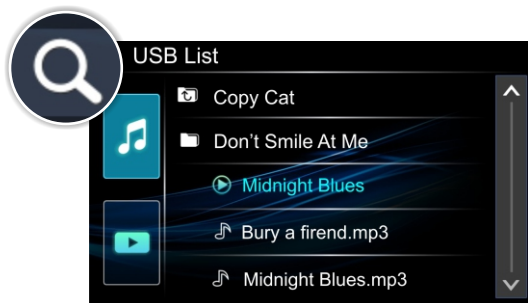 USB List
Copy Cat
Don't Smile At Me
Midnight Blues
Bury a firend.mp3
Midnight Blues.mp3